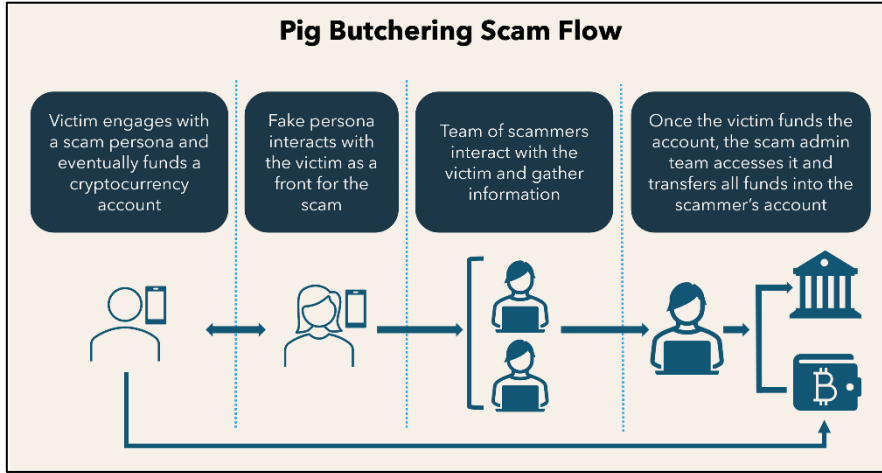 Pig Butchering Scam Flow
Victim engages with
a scam persona and
eventually funds a
cryptocurrency
account
Fake persona
interacts with
the victim as a
front for the
scam
Team of scammers
interact with the
victim and gather
information
Once the victim funds the
account, the scam admin
team accesses it and
transfers all funds into the
scammer's account